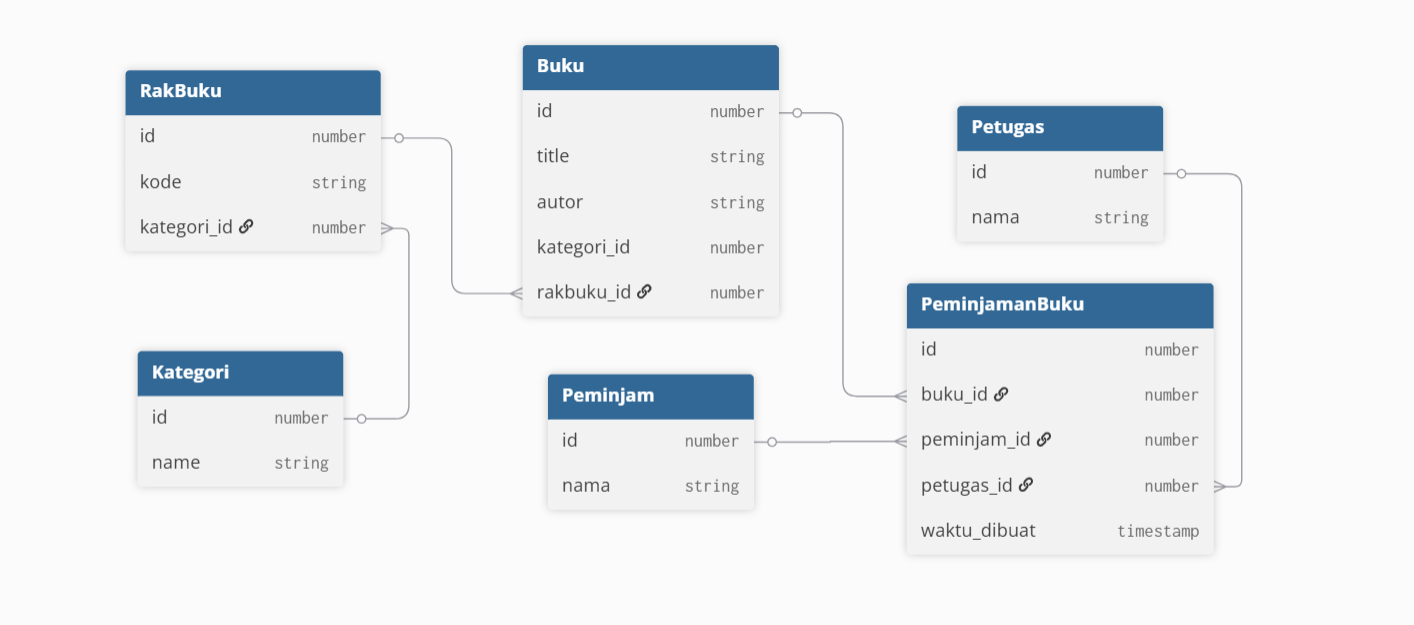 RakBuku
id number
kode string
kategori_id number
Buku
id number
title string
autor string
kategori_id number
rakbuku_id number
Petugas
id number
nama string
Kategori
id number
name string
Peminjam
id number
nama string
PeminjamanBuku
id number
buku_id number
peminjam_id number
petugas_id number
waktu_dibuat timestamp